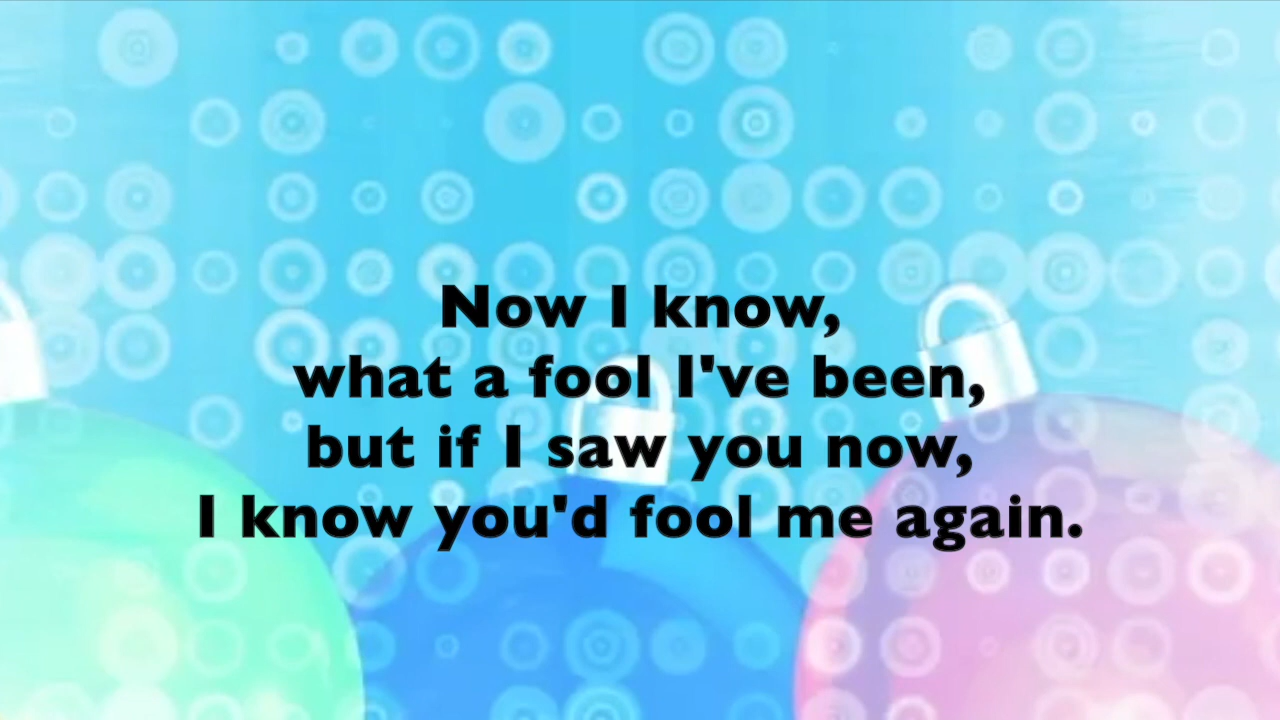 Now I know,
what a fool I've been,
but if I saw you now,
I know you'd fool me again.